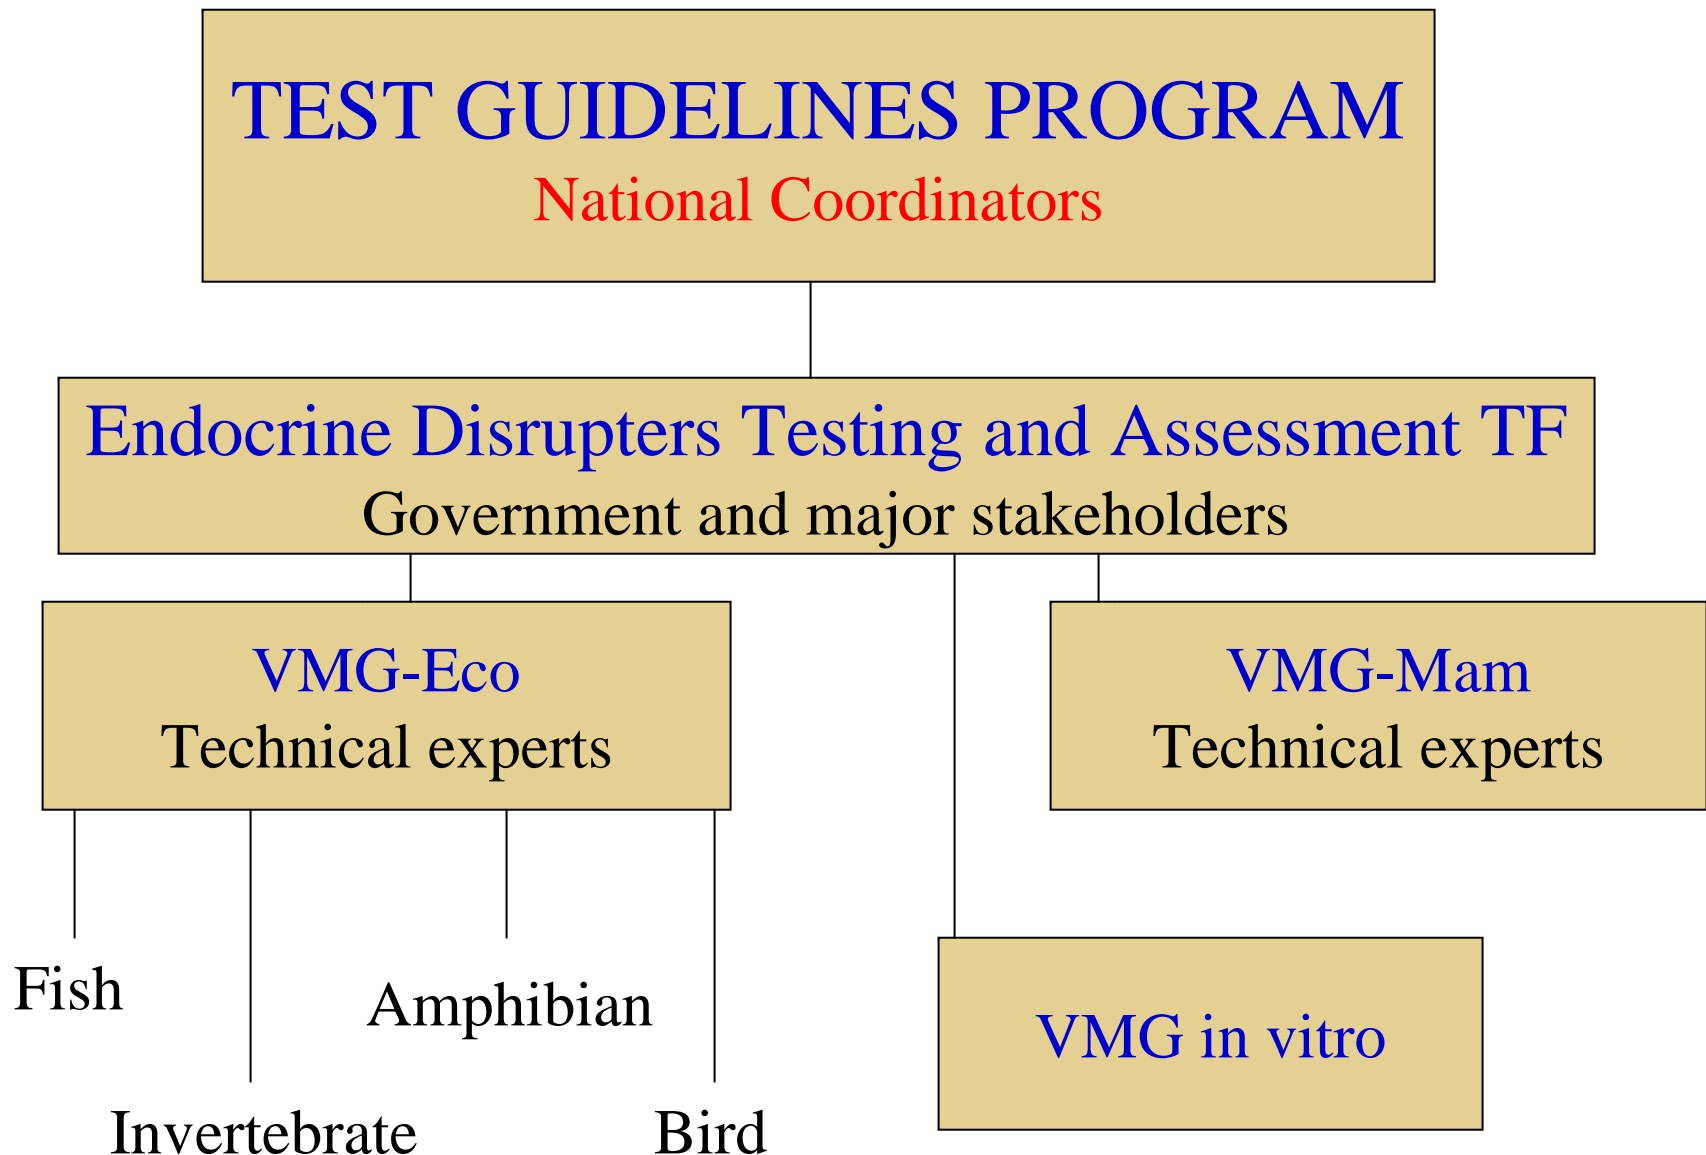 TEST GUIDELINES PROGRAM
National Coordinators
Endocrine Disrupters Testing and Assessment TF
Government and major stakeholders
VMG-Eco
Technical experts
VMG-Mam
Technical experts
Fish
Amphibian
Invertebrate
Bird
VMG in vitro